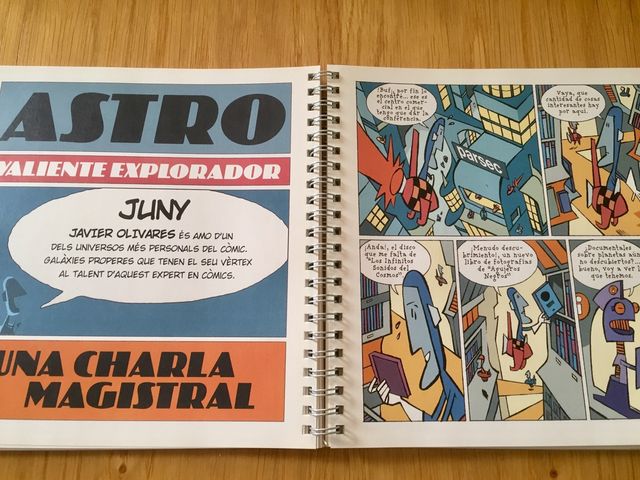 ASTRO
VALIENTE EXPLORADOR
JUNY
JAVIER OLIVARES ÉS AMO D'UN
DELS UNIVERSOS MÉS PERSONALS DEL CÒMIC.
GALÀXIES PROPERES QUE TENEN EL SEU VÈRTEX
AL TALENT D'AQUEST EXPERT EN CÒMICS.
UNA CHARLA
MAGISTRAL
¡Buf¡, por fin lo
encontré... ese es
el centro comer-
cial en el que
tengo que dar la
conferencia.
parsec
Vaya, que
cantidad de cosas
interesantes hay
por aquí.
¡Anda!, el disco
que me falta de
"Los Infinitos
Sonidos del
Cosmos"
¡Menudo descu-
brimiento!, un nuevo
libro de fotografías
de "Agujeros
Negros"
¿Documentales
sobre planetas aún
no descubiertos?...
bueno, voy a ver
que tenemos.